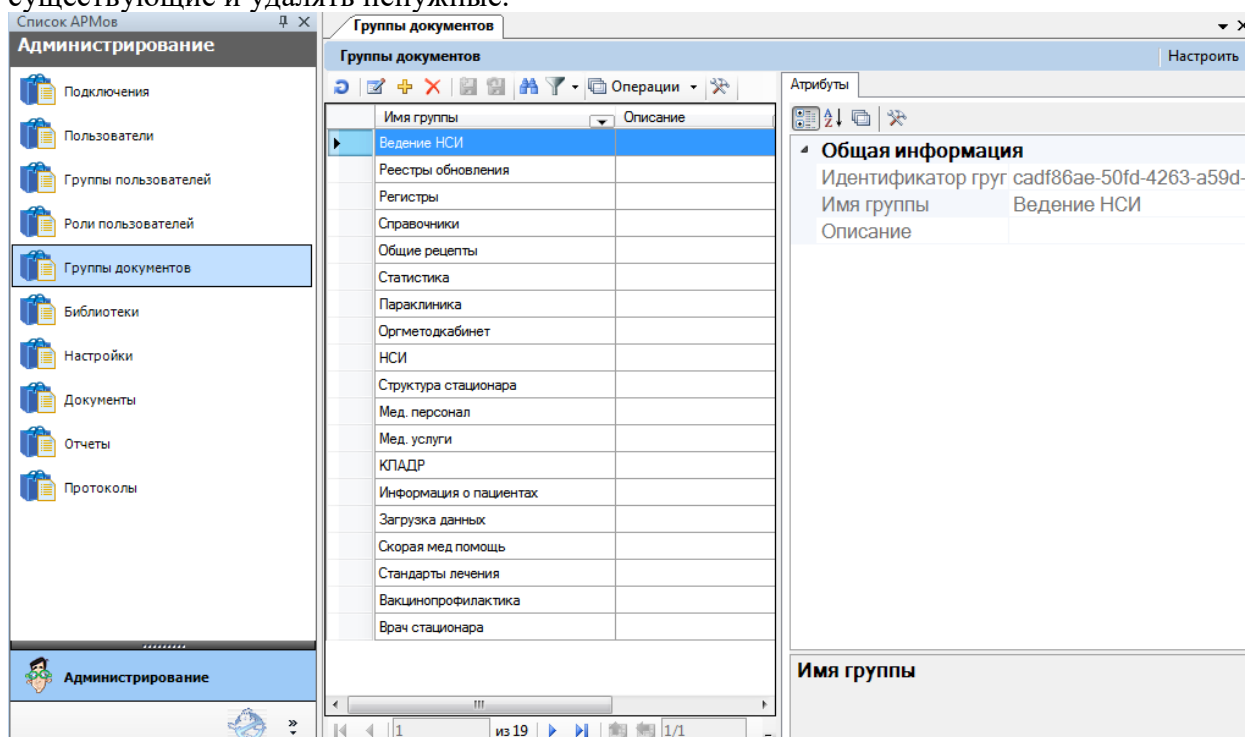 существующие и удалять ненужные.
Список АРМов
Администрирование
Подключения
Пользователи
Группы пользователей
Роли пользователей
Группы документов
Библиотеки
Настройки
Документы
Отчеты
Протоколы
Администрирование
Группы документов
Группы документов
Настроить
Операции
Имя группы Описание
Ведение НСИ
Реестры обновления
Регистры
Справочники
Общие рецепты
Статистика
Параклиника
Оргметодкабинет
НСИ
Структура стационара
Мед. персонал
Мед. услуги
КЛАДР
Информация о пациентах
Загрузка данных
Скорая мед помощь
Стандарты лечения
Вакцинопрофилактика
Врач стационара
1 из 19 1/1
Атрибуты
Общая информация
Идентификатор груг cadf86ae-50fd-4263-a59d-
Имя группы Ведение НСИ
Описание
Имя группы